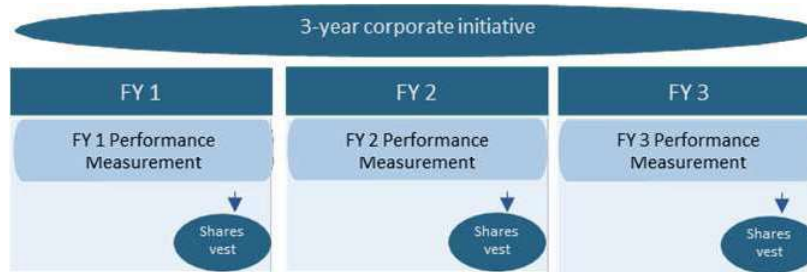 3-year corporate initiative
FY 1
FY 2
FY 3
FY 1 Performance
Measurement
FY 2 Performance
Measurement
FY 3 Performance
Measurement
Shares
vest
Shares
vest
Shares
vest